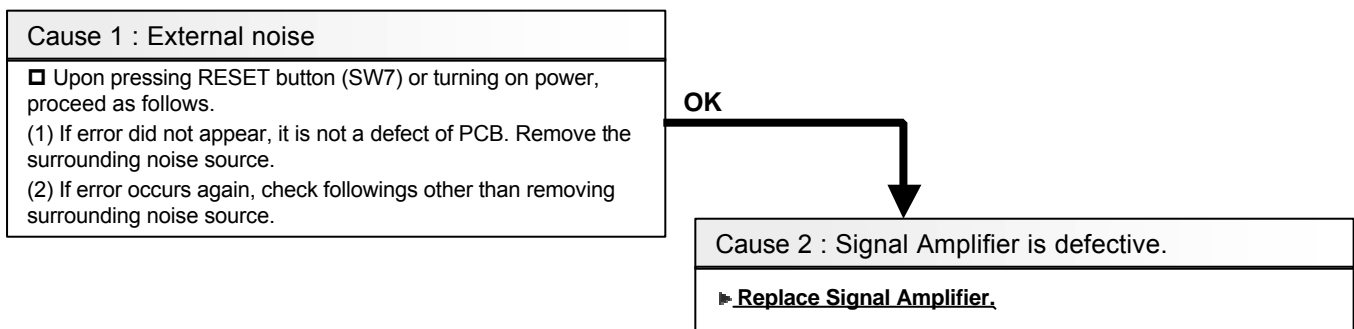 Cause 1 : External noise
Upon pressing RESET button (SW7) or turning on power,
proceed as follows.
(1) If error did not appear, it is not a defect of PCB. Remove the
surrounding noise source.
(2) If error occurs again, check followings other than removing
surrounding noise source.
OK
Cause 2 : Signal Amplifier is defective.
Replace Signal Amplifier.